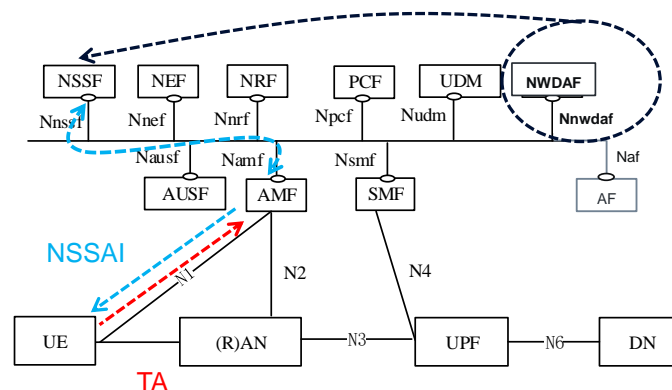 NSSF
NEF
NRF
PCF
UDM
NWDAF
Nnssf
Nnef
Nnrf
Npcf
Nudm
Nnwdaf
Nausf
Namf
Nsmf
Naf
AUSF
AMF
SMF
AF
NSSAI
N1
N2
N4
UE
(R)AN
N3
UPF
N6
DN
TA